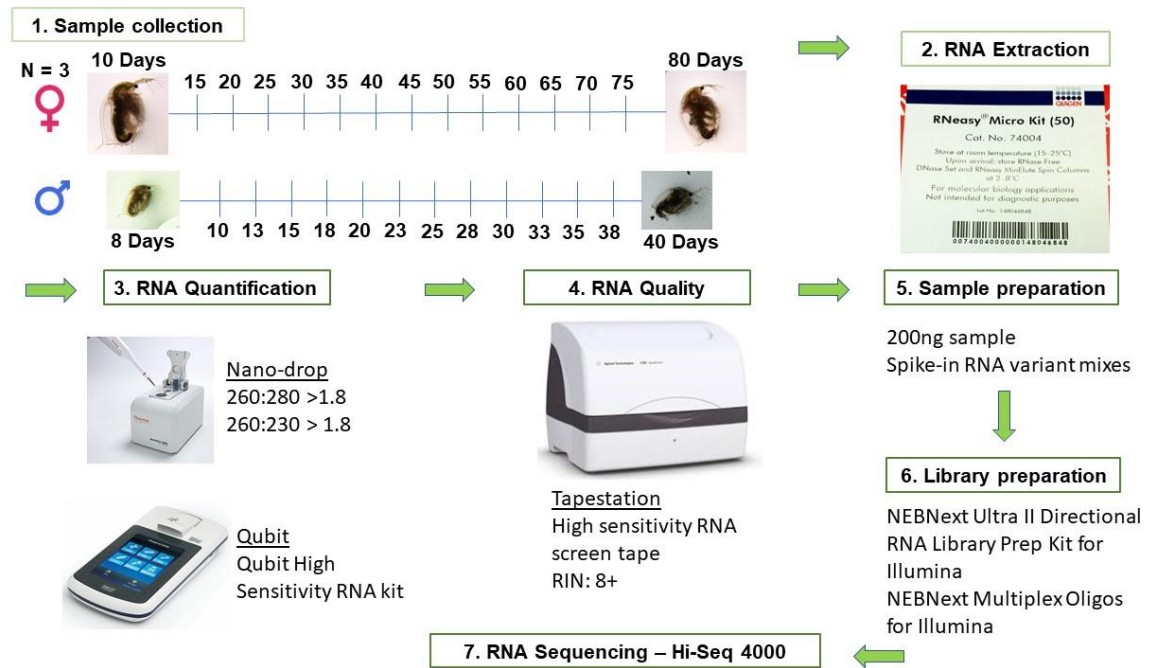 1. Sample collection
N = 3
10 Days
15 20 25 30 35 40 45 50 55 60 65 70 75
80 Days
8 Days
10 13 15 18 20 23 25 28 30 33 35 38
40 Days
2. RNA Extraction
QIAGEN
RNeasy® Micro Kit (50)
Cat. No. 74004
Store at room temperature (15–25°C)
Upon arrival: store RNase-Free
DNase Set and RNeasy MinElute Spin Columns
at 2–8°C
For molecular biology applications
Not intended for diagnostic purposes
Lot No. 148046848
0074004000000148046848
3. RNA Quantification
Nano-drop
260:280 >1.8
260:230 > 1.8
Qubit
Qubit High
Sensitivity RNA kit
4. RNA Quality
Agilent Technologies
Tapestation
High sensitivity RNA
screen tape
RIN: 8+
5. Sample preparation
200ng sample
Spike-in RNA variant mixes
6. Library preparation
NEBNext Ultra II Directional
RNA Library Prep Kit for
Illumina
NEBNext Multiplex Oligos
for Illumina
7. RNA Sequencing – Hi-Seq 4000